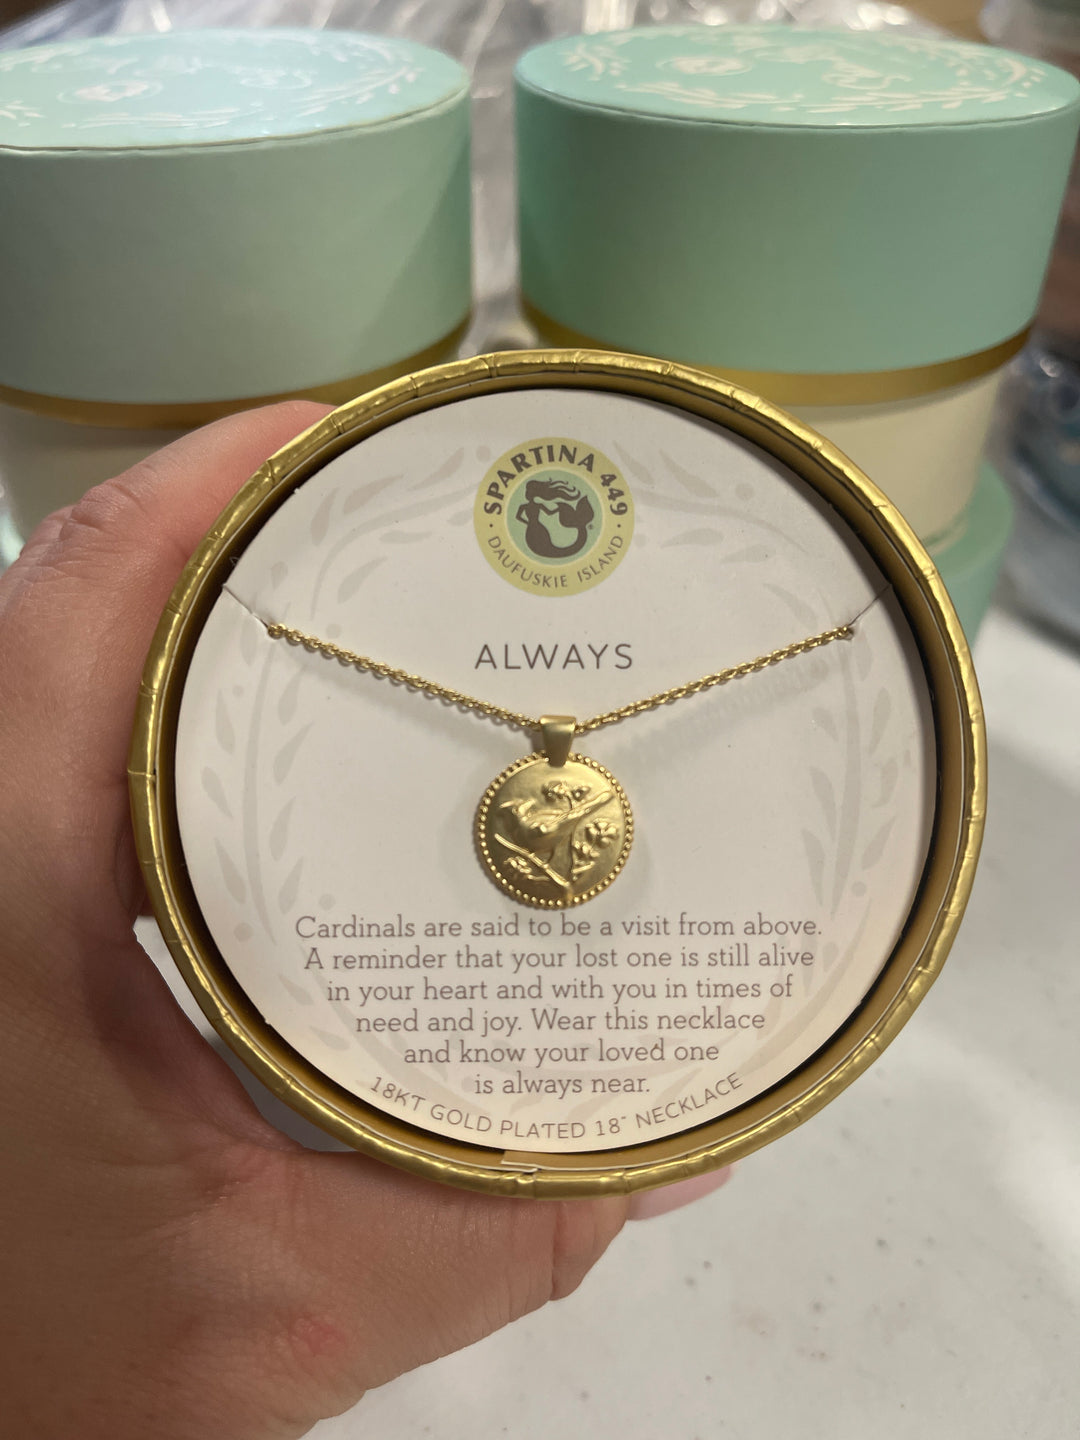 SPARTINA 449
· DAUFUSKIE ISLAND ·
ALWAYS
Cardinals are said to be a visit from above.
A reminder that your lost one is still alive
in your heart and with you in times of
need and joy. Wear this necklace
and know your loved one
is always near.
18KT GOLD PLATED 18" NECKLACE